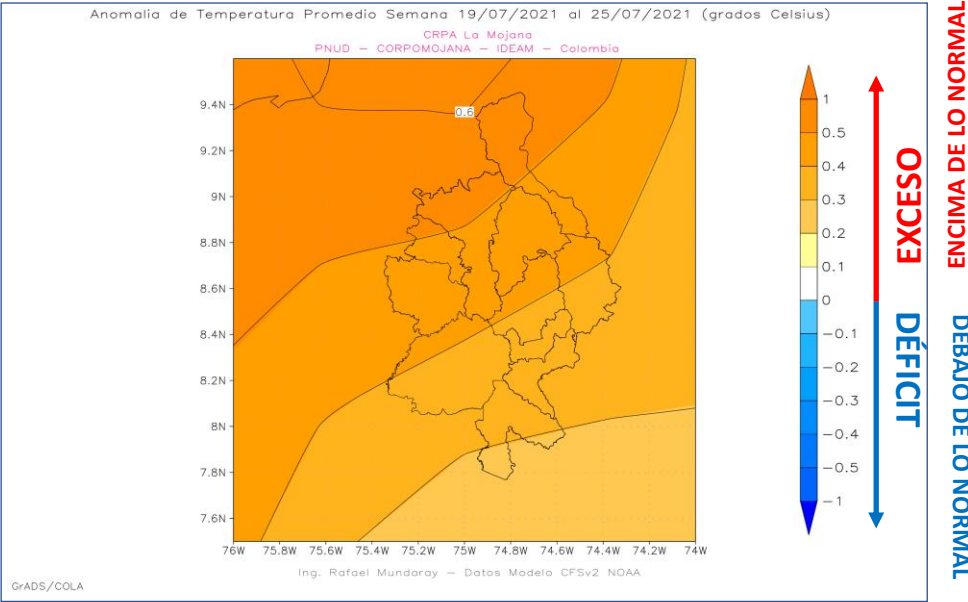 Anomalia de Temperatura Promedio Semana 19/07/2021 al 25/07/2021 (grados Celsius)
CRPA La Mojana
PNUD – CORPOMOJANA – IDEAM – Colombia
9.4N
9.2N
9N
8.8N
8.6N
8.4N
8.2N
8N
7.8N
7.6N
0.6
76W 75.8W 75.6W 75.4W 75.2W 75W 74.8W 74.6W 74.4W 74.2W 74W
Ing. Rafael Mundaray – Datos Modelo CFSv2 NOAA
GrADS/COLA
1
0.5
0.4
0.3
0.2
0.1
0
−0.1
−0.2
−0.3
−0.4
−0.5
−1
EXCESO
DÉFICIT
ENCIMA DE LO NORMAL
DEBAJO DE LO NORMAL